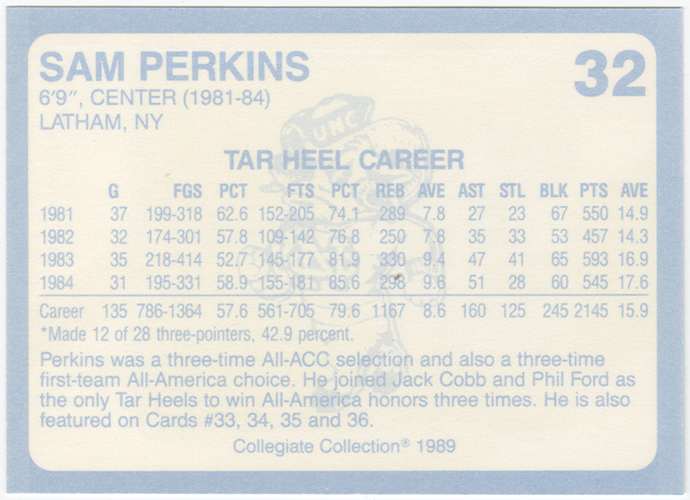 SAM PERKINS 32
6'9", CENTER (1981-84)
LATHAM, NY
UNC
TAR HEEL CAREER
G FGS PCT FTS PCT REB AVE AST STL BLK PTS AVE
1981 37 199-318 62.6 152-205 74.1 289 7.8 27 23 67 550 14.9
1982 32 174-301 57.8 109-142 76.8 250 7.8 35 33 53 457 14.3
1983 35 218-414 52.7 145-177 81.9 330 9.4 47 41 65 593 16.9
1984 31 195-331 58.9 155-181 85.6 298 9.6 51 28 60 545 17.6
Career 135 786-1364 57.6 561-705 79.6 1167 8.6 160 125 245 2145 15.9
*Made 12 of 28 three-pointers, 42.9 percent.
Perkins was a three-time All-ACC selection and also a three-time
first-team All-America choice. He joined Jack Cobb and Phil Ford as
the only Tar Heels to win All-America honors three times. He is also
featured on Cards #33, 34, 35 and 36.
Collegiate Collection® 1989